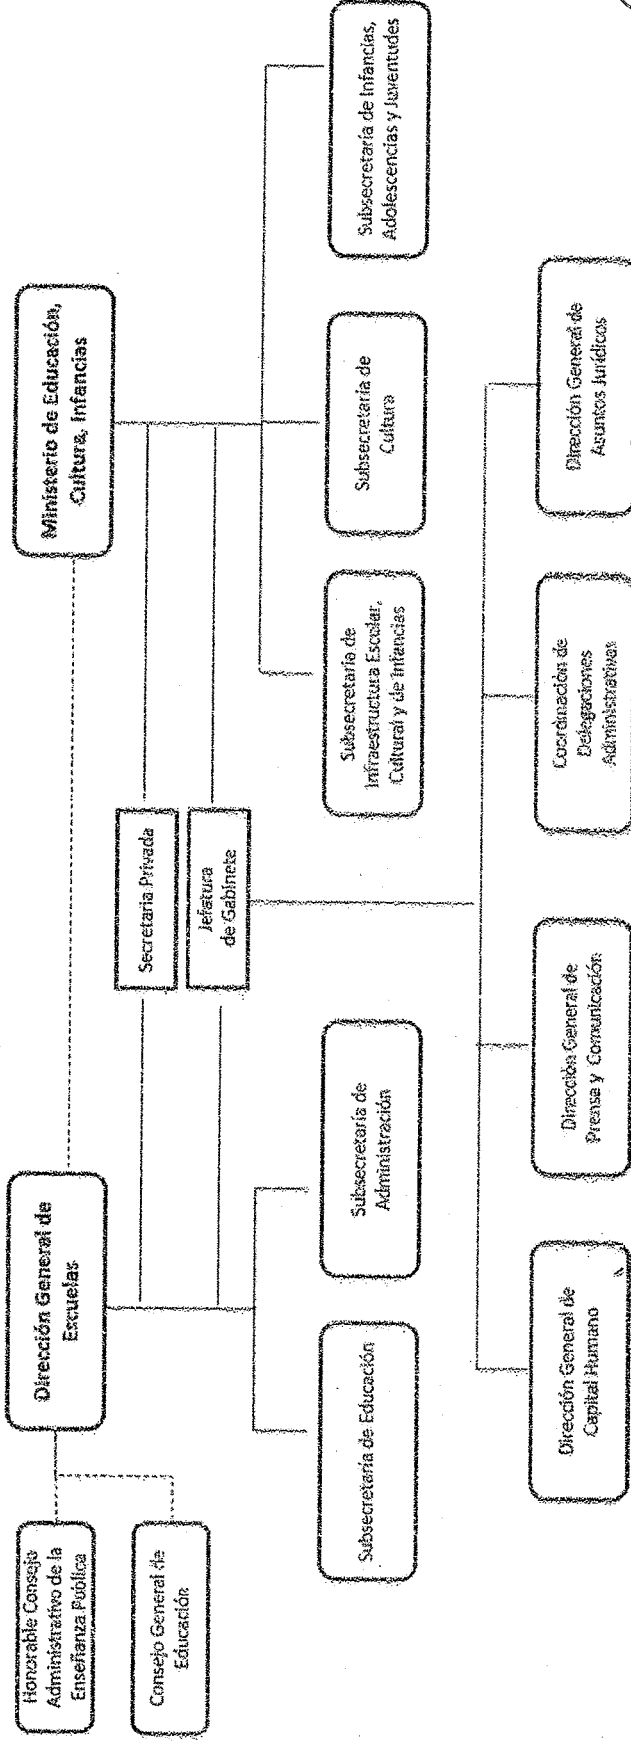 Honorable Consejo
Administrativo de la
Enseñanza Pública
Consejo General de
Educación
Dirección General de
Escuelas
Ministerio de Educación,
Cultura, Infancias
Secretaria Privada
Jefatura
de Gabinete
Subsecretaría de Educación
Subsecretaría de
Administración
Subsecretaria de
Infraestructura Escolar,
Cultural y de Infancias
Subsecretaria de
Cultura
Subsecretaría de Infancias,
Adolescencias y Juventudes
Dirección General de
Capital Humano
Dirección General de
Prensa y Comunicación
Coordinación de
Delegaciones
Administrativas
Dirección General de
Asuntos Jurídicos